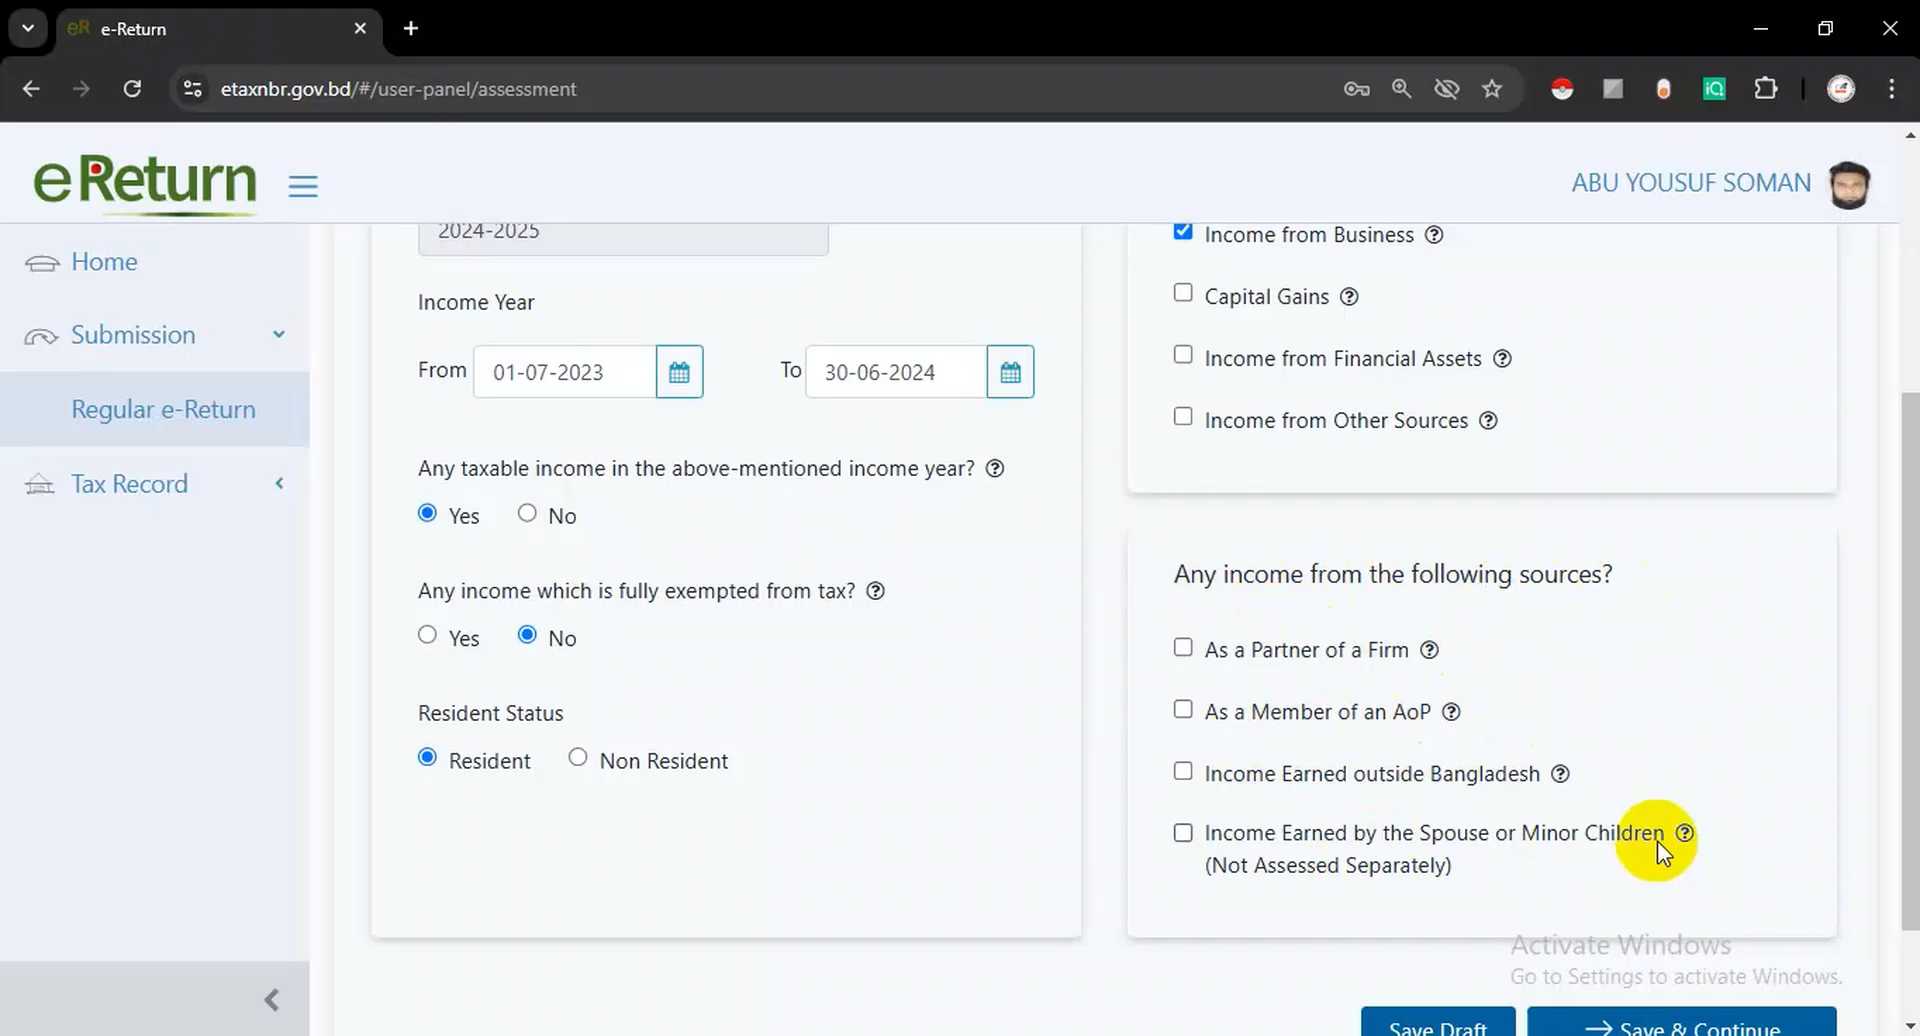 eR e-Return
etaxnbr.gov.bd/#/user-panel/assessment
eReturn
ABU YOUSUF SOMAN
Home
Submission
Regular e-Return
Tax Record
2024-2025
Income Year
From 01-07-2023 To 30-06-2024
Any taxable income in the above-mentioned income year?
Yes No
Any income which is fully exempted from tax?
Yes No
Resident Status
Resident Non Resident
Income from Business
Capital Gains
Income from Financial Assets
Income from Other Sources
Any income from the following sources?
As a Partner of a Firm
As a Member of an AoP
Income Earned outside Bangladesh
Income Earned by the Spouse or Minor Children
(Not Assessed Separately)
Activate Windows
Go to Settings to activate Windows.
Save Draft
Save & Continue